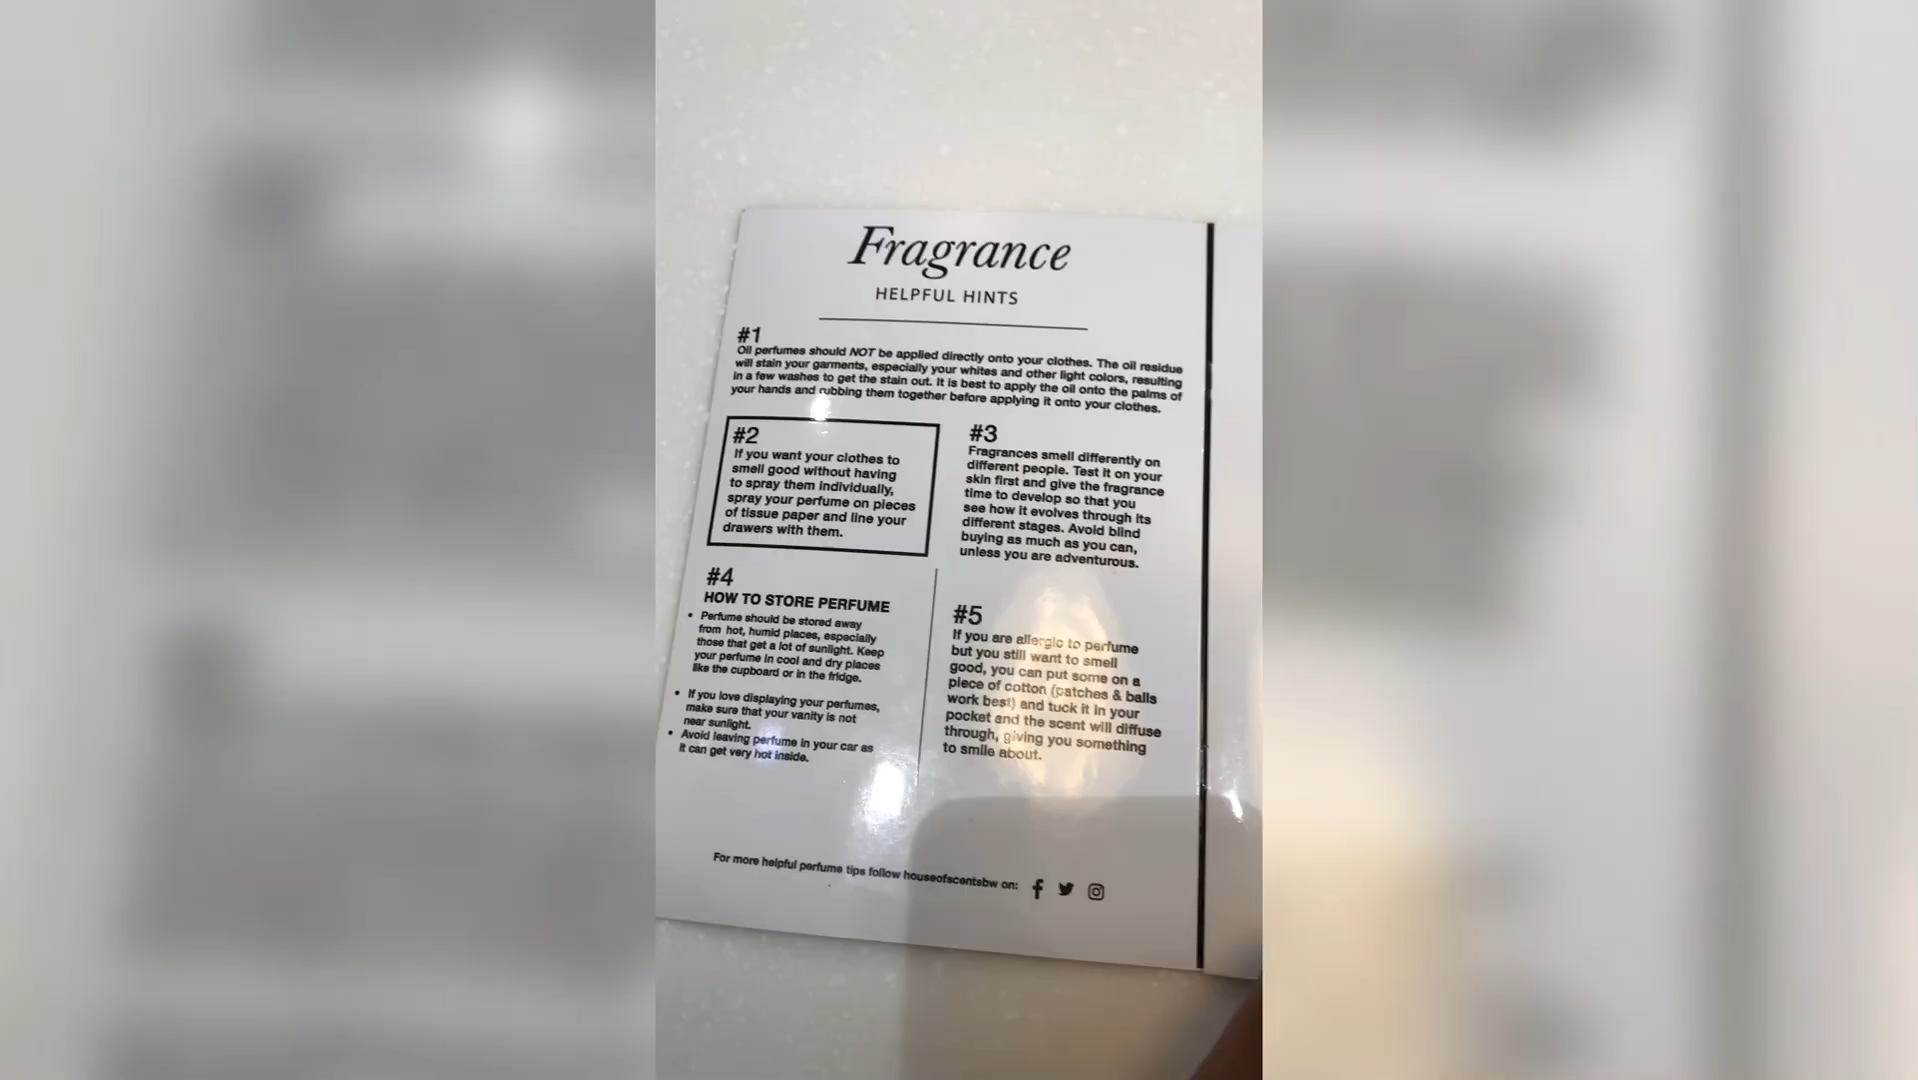 Fragrance
HELPFUL HINTS
#1
Oil perfumes should NOT be applied directly onto your clothes. The oil residue
will stain your garments, especially your whites and other light colors, resulting
in a few washes to get the stain out. It is best to apply the oil onto the palms of
your hands and rubbing them together before applying it onto your clothes.
#2
If you want your clothes to
smell good without having
to spray them individually,
spray your perfume on pieces
of tissue paper and line your
drawers with them.
#3
Fragrances smell differently on
different people. Test it on your
skin first and give the fragrance
time to develop so that you
see how it evolves through its
different stages. Avoid blind
buying as much as you can,
unless you are adventurous.
#4
HOW TO STORE PERFUME
• Perfume should be stored away
from hot, humid places, especially
those that get a lot of sunlight. Keep
your perfume in cool and dry places
like the cupboard or in the fridge.
• If you love displaying your perfumes,
make sure that your vanity is not
near sunlight.
• Avoid leaving perfume in your car as
it can get very hot inside.
#5
If you are allergic to perfume
but you still want to smell
good, you can put some on a
piece of cotton (patches & balls
work best) and tuck it in your
pocket and the scent will diffuse
through, giving you something
to smile about.
For more helpful perfume tips follow houseofscentsbw on: